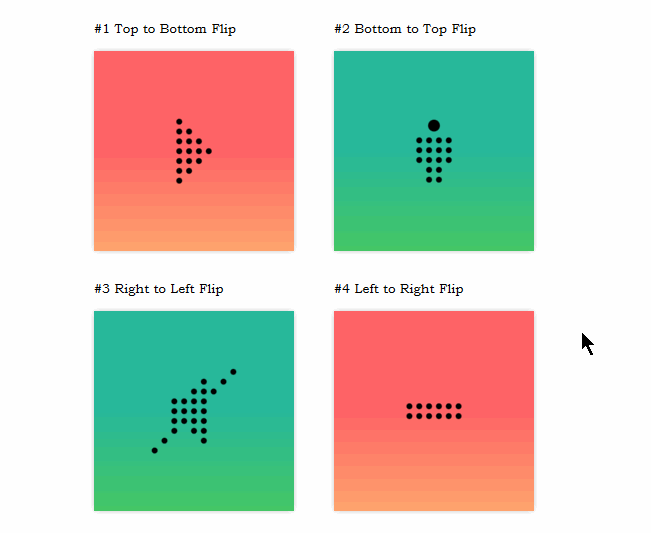 #1 Top to Bottom Flip
#2 Bottom to Top Flip
#3 Right to Left Flip
#4 Left to Right Flip